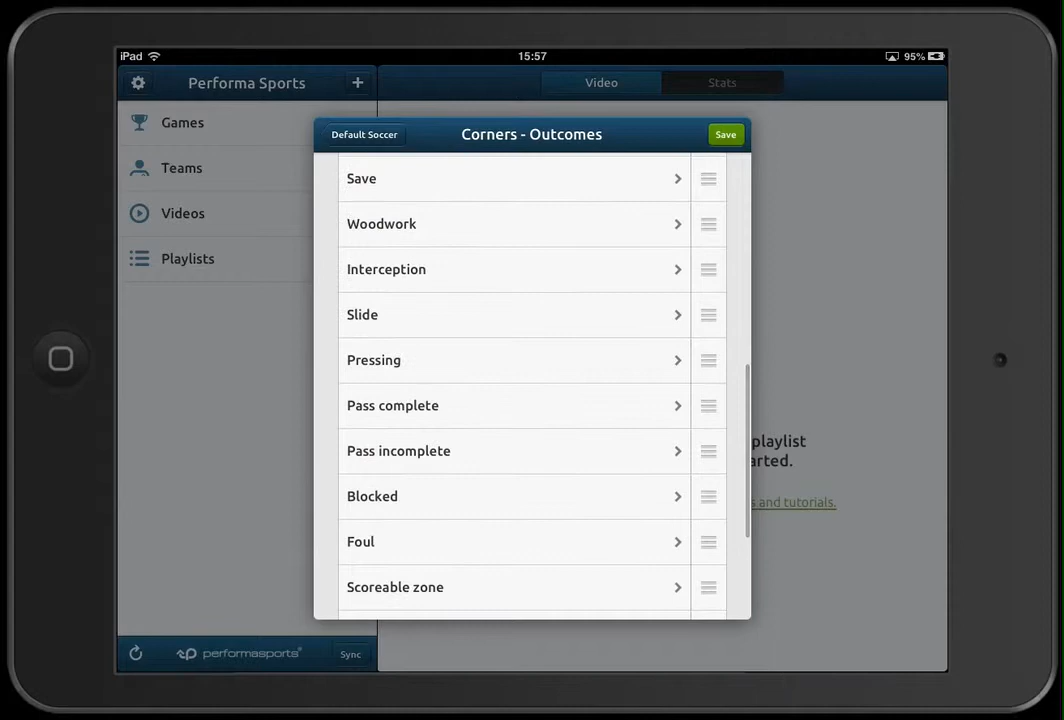 iPad
15:57
95%
Performa Sports
+
Video
Stats
Games
Teams
Videos
Playlists
Default Soccer
Corners - Outcomes
Save
Save
Woodwork
Interception
Slide
Pressing
Pass complete
Pass incomplete
Blocked
Foul
Scoreable zone
playlist
arted.
s and tutorials.
performasports
Sync